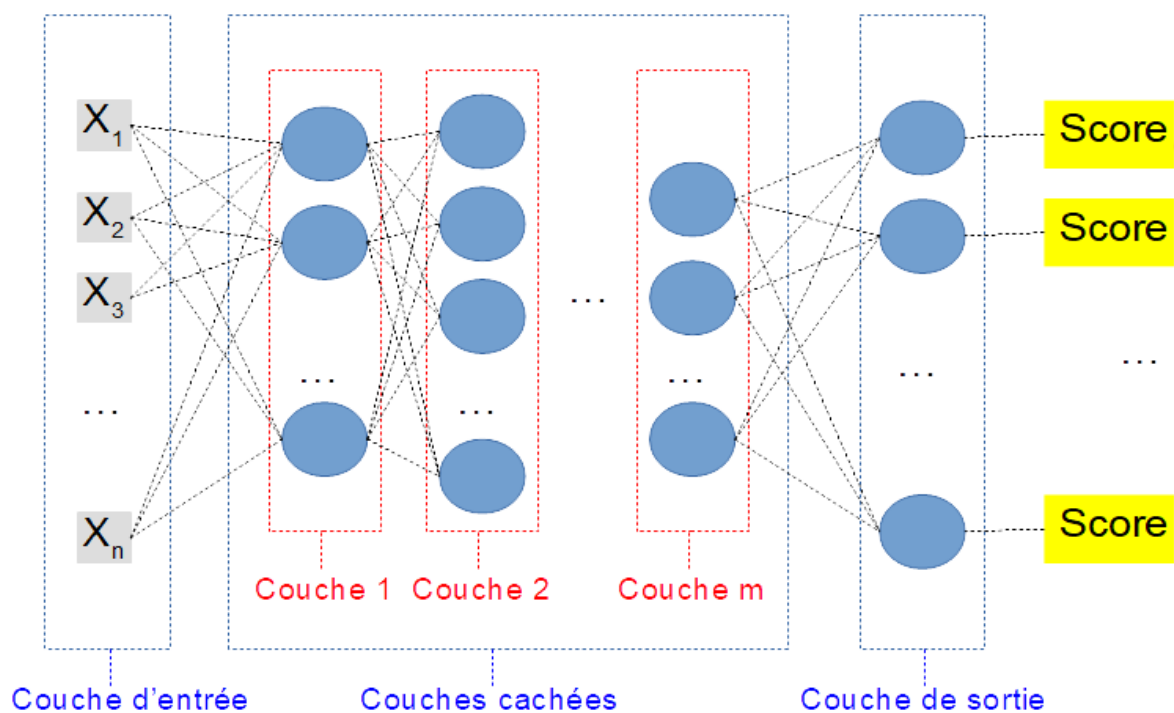 X1
X2
X3
...
Xn
...
...
...
...
...
Score
Score
...
Score
Couche 1
Couche 2
Couche m
Couche d'entrée
Couches cachées
Couche de sortie